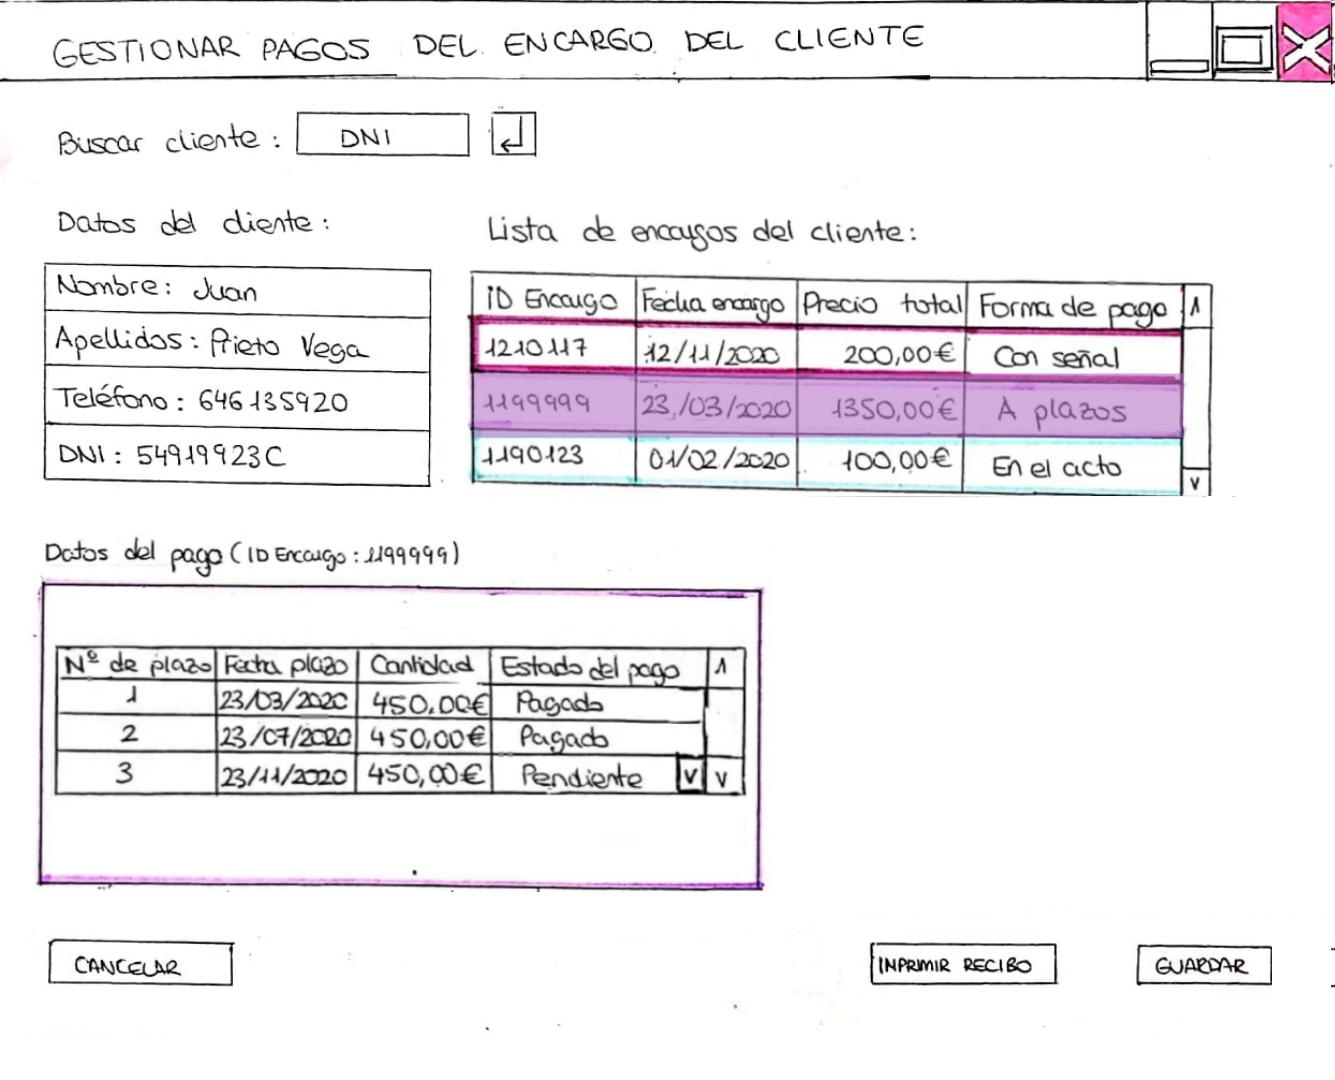 GESTIONAR PAGOS DEL ENCARGO DEL CLIENTE
Buscar cliente: DNI
Datos del cliente:
Nombre: Juan
Apellidos: Prieto Vega
Teléfono: 646135920
DNI: 54919923C
Lista de encargos del cliente:
ID Encargo Fecha encargo Precio total Forma de pago
1210117 12/11/2020 200,00€ Con señal
1199999 23/03/2020 1350,00€ A plazos
1190123 01/02/2020 100,00€ En el acto
Datos del pago (ID Encargo: 1199999)
Nº de plazo Fecha plazo Cantidad Estado del pago
1 23/03/2020 450,00€ Pagado
2 23/07/2020 450,00€ Pagado
3 23/11/2020 450,00€ Pendiente
CANCELAR
IMPRIMIR RECIBO
GUARDAR